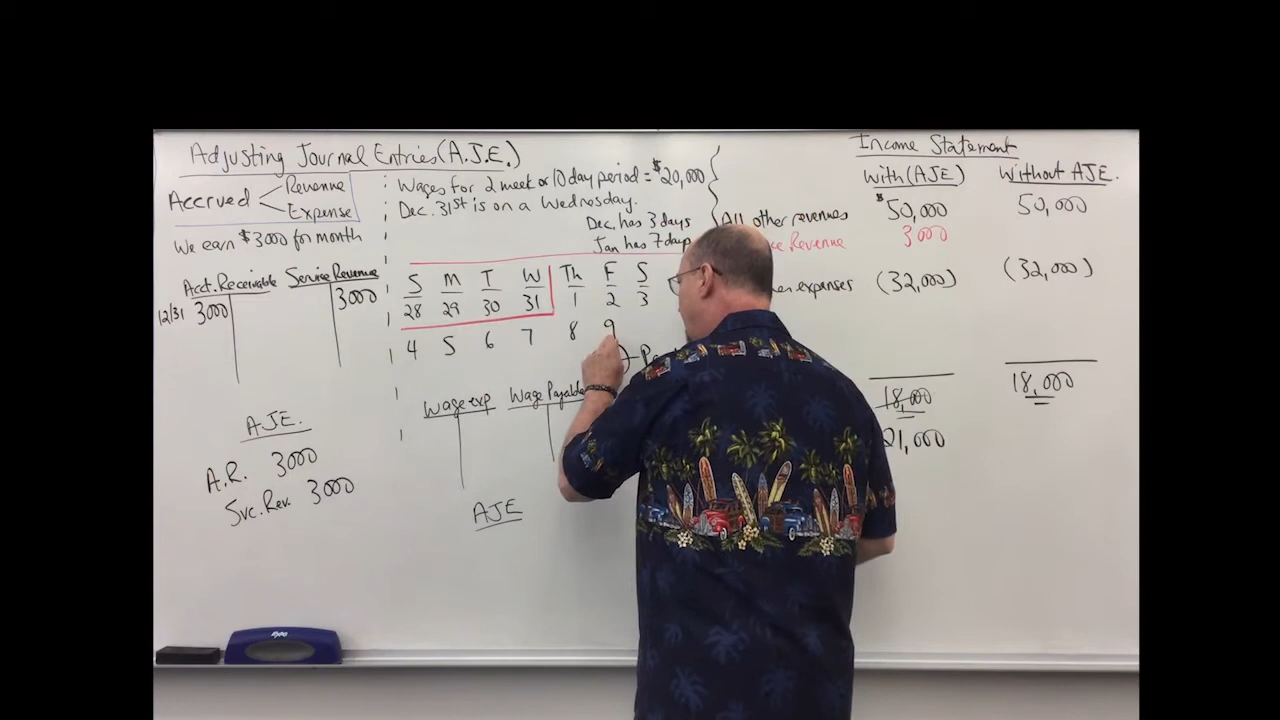 Adjusting Journal Entries (A.J.E.)
Accrued
Revenue
Expense
We earn $3000 for month
Acct. Receivable
Service Revenue
12/31 3000
3000
A.J.E.
A.R. 3000
Svc. Rev. 3000
Wages for 2 week or 10 day period = $20,000
Dec. 31st is on a Wednesday.
Dec. has 3 days
Jan has 7 days
S M T W Th F S
28 29 30 31 1 2 3
4 5 6 7 8 9
Wage exp
Wage Payable
AJE
Income Statement
With (AJE)
Without AJE.
All other revenues
$50,000
50,000
Revenue
3000
expenses
(32,000)
(32,000)
18,000
18,000
21,000
EXPO